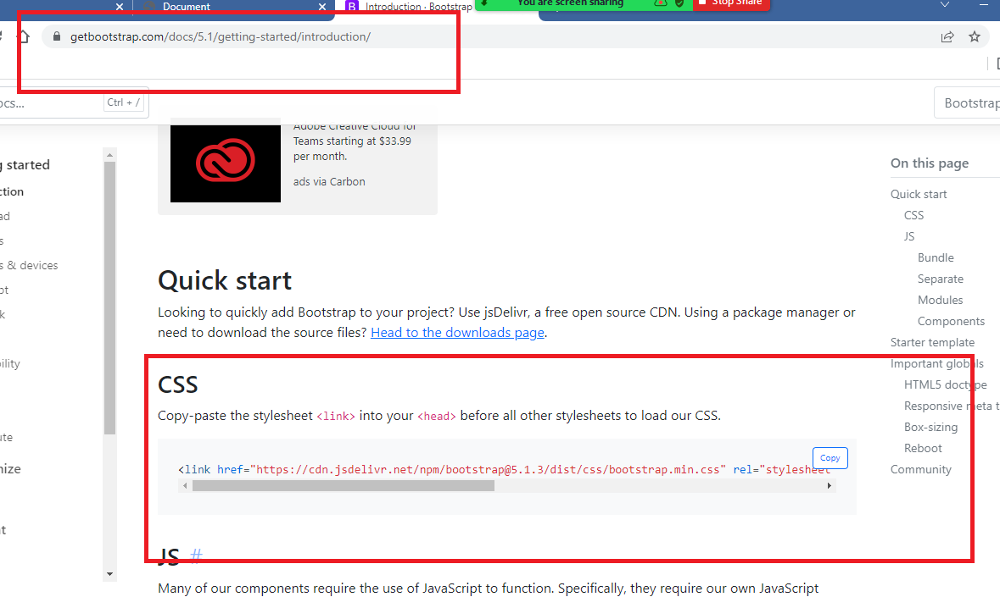 Document
Introduction · Bootstrap
You are screen sharing
Stop Share
getbootstrap.com/docs/5.1/getting-started/introduction/
ocs...
Ctrl + /
Bootstrap
Adobe Creative Cloud for
Teams starting at $33.99
per month.
ads via Carbon
g started
ction
ad
s
s & devices
pt
k
ility
ute
nize
nt
Quick start
Looking to quickly add Bootstrap to your project? Use jsDelivr, a free open source CDN. Using a package manager or
need to download the source files? Head to the downloads page.
CSS
Copy-paste the stylesheet <link> into your <head> before all other stylesheets to load our CSS.
Copy
<link href="https://cdn.jsdelivr.net/npm/bootstrap@5.1.3/dist/css/bootstrap.min.css" rel="stylesheet"
JS #
Many of our components require the use of JavaScript to function. Specifically, they require our own JavaScript
On this page
Quick start
CSS
JS
Bundle
Separate
Modules
Components
Starter template
Important globals
HTML5 doctype
Responsive meta t
Box-sizing
Reboot
Community